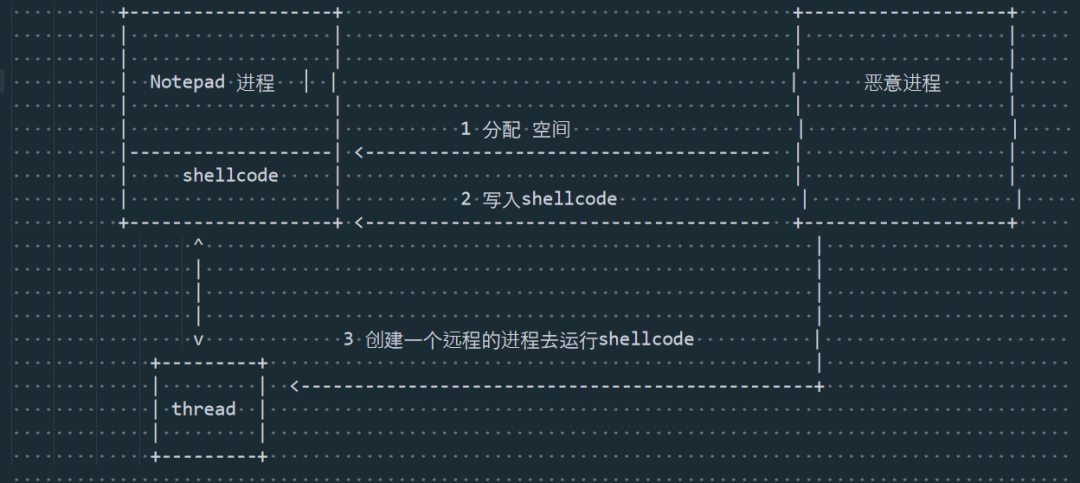 Notepad 进程
恶意进程
1 分配 空间
shellcode
2 写入shellcode
3 创建一个远程的进程去运行shellcode
thread